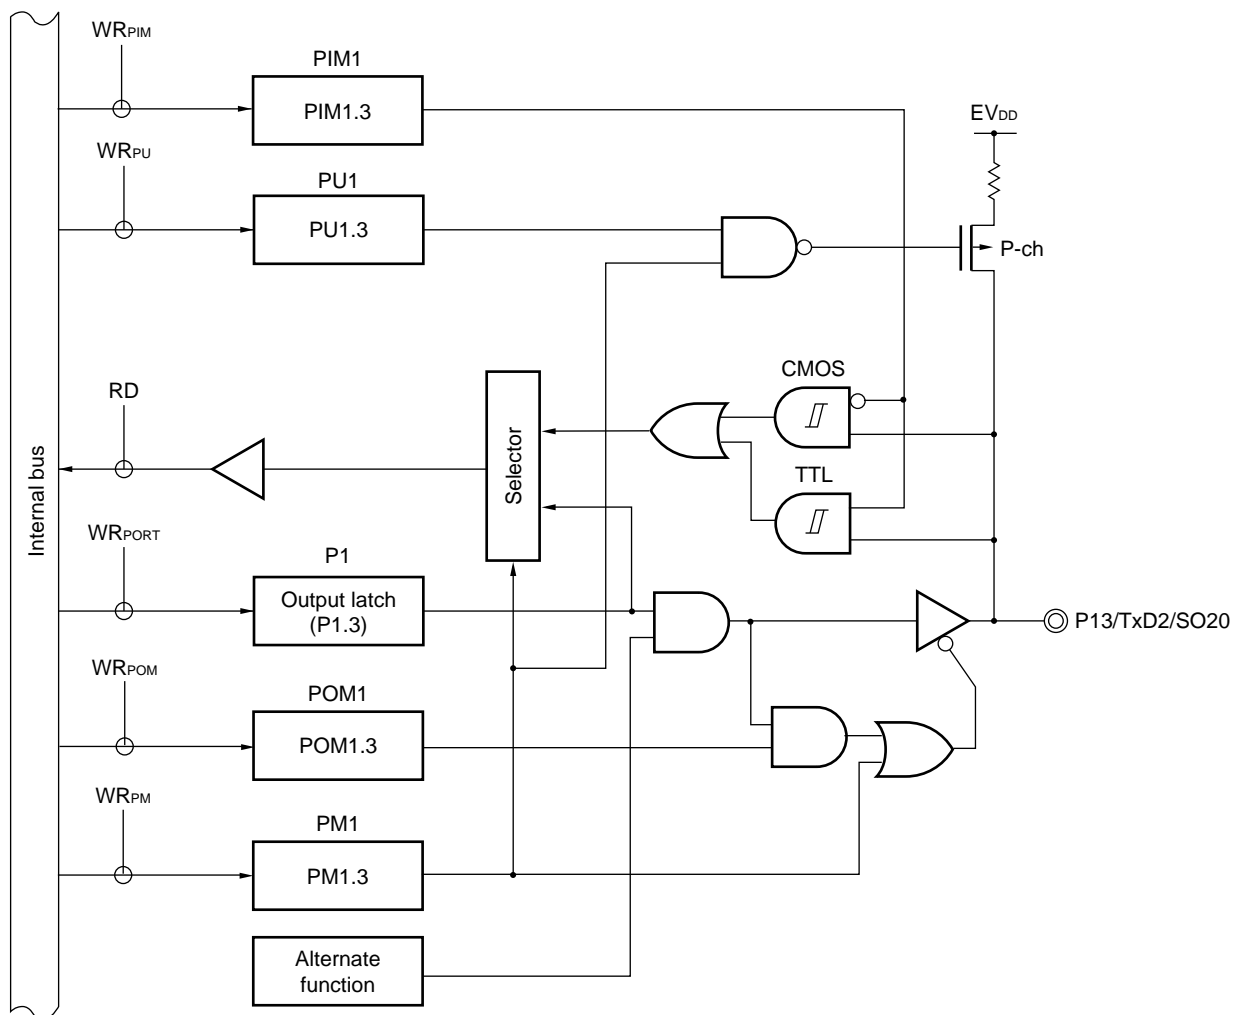 WRPIM
PIM1
PIM1.3
EVDD
WRPU
PU1
PU1.3
P-ch
CMOS
RD
Selector
TTL
Internal bus
WRPORT
P1
Output latch
(P1.3)
P13/TxD2/SO20
WRPOM
POM1
POM1.3
WRPM
PM1
PM1.3
Alternate
function